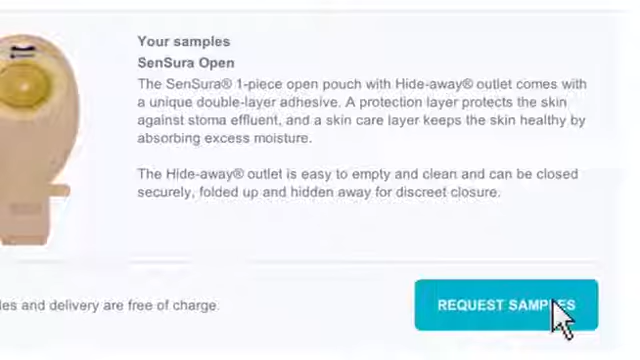 Your samples
SenSura Open
The SenSura® 1-piece open pouch with Hide-away® outlet comes with
a unique double-layer adhesive. A protection layer protects the skin
against stoma effluent, and a skin care layer keeps the skin healthy by
absorbing excess moisture.
The Hide-away® outlet is easy to empty and clean and can be closed
securely, folded up and hidden away for discreet closure.
and delivery are free of charge.
REQUEST SAMPLES